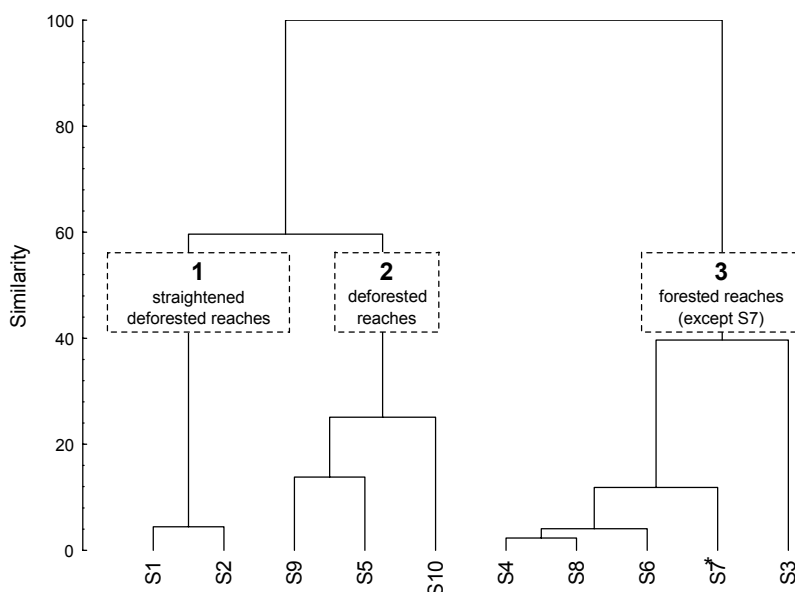 100
80
60
40
20
0
Similarity
1
straightened
deforested reaches
2
deforested
reaches
3
forested reaches
(except S7)
S1
S2
S9
S5
S10
S4
S8
S6
S7*
S3